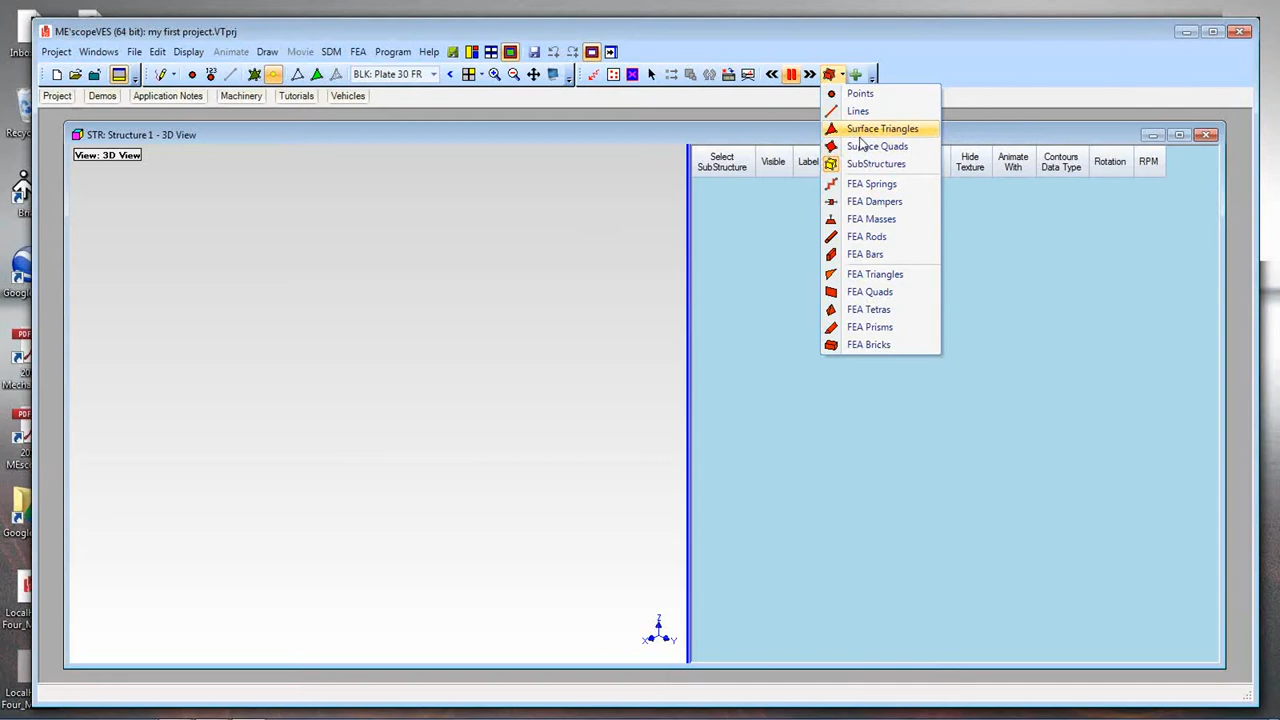 ME'scopeVES (64 bit): my first project.VTprj
Project Windows File Edit Display Animate Draw Movie SDM FEA Program Help
BLK: Plate 30 FR
Project Demos Application Notes Machinery Tutorials Vehicles
Points
Lines
Surface Triangles
Surface Quads
SubStructures
FEA Springs
FEA Dampers
FEA Masses
FEA Rods
FEA Bars
FEA Triangles
FEA Quads
FEA Tetras
FEA Prisms
FEA Bricks
STR: Structure 1 - 3D View
View: 3D View
Select SubStructure
Visible
Label
Hide Texture
Animate With
Contours Data Type
Rotation
RPM
Z
X Y